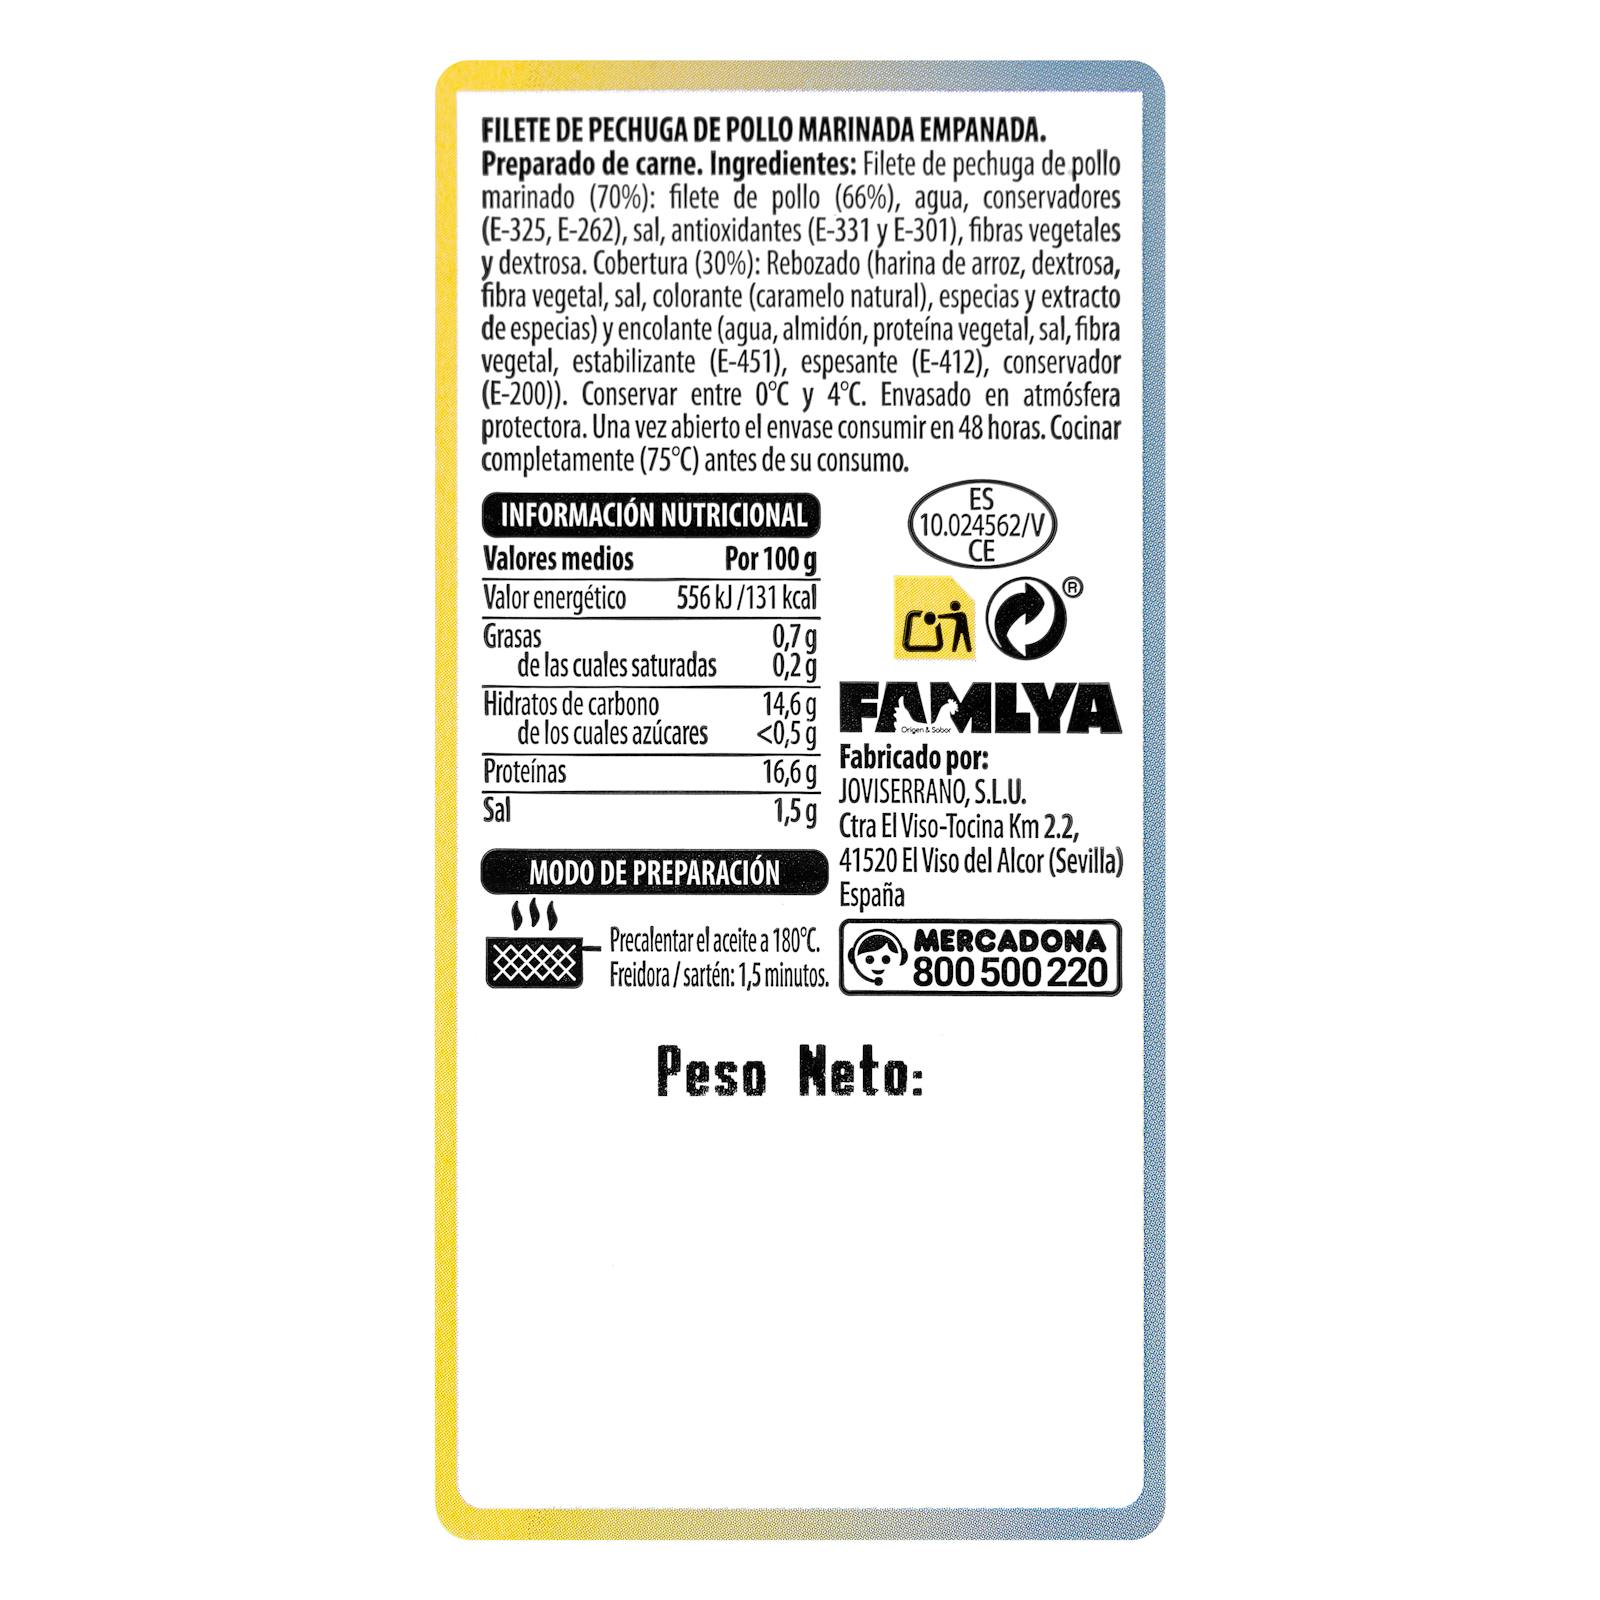 FILETE DE PECHUGA DE POLLO MARINADA EMPANADA.
Preparado de carne. Ingredientes: Filete de pechuga de pollo
marinado (70%): filete de pollo (66%), agua, conservadores
(E-325, E-262), sal, antioxidantes (E-331 y E-301), fibras vegetales
y dextrosa. Cobertura (30%): Rebozado (harina de arroz, dextrosa,
fibra vegetal, sal, colorante (caramelo natural), especias y extracto
de especias) y encolante (agua, almidón, proteína vegetal, sal, fibra
vegetal, estabilizante (E-451), espesante (E-412), conservador
(E-200)). Conservar entre 0°C y 4°C. Envasado en atmósfera
protectora. Una vez abierto el envase consumir en 48 horas. Cocinar
completamente (75°C) antes de su consumo.
INFORMACIÓN NUTRICIONAL
Valores medios Por 100 g
Valor energético 556 kJ /131 kcal
Grasas 0,7 g
de las cuales saturadas 0,2 g
Hidratos de carbono 14,6 g
de los cuales azúcares <0,5 g
Proteínas 16,6 g
Sal 1,5 g
MODO DE PREPARACIÓN
Precalentar el aceite a 180°C.
Freidora / sartén: 1,5 minutos.
ES
10.024562/V
CE
®
FAMLYA
Origen & Sabor
Fabricado por:
JOVISERRANO, S.L.U.
Ctra El Viso-Tocina Km 2.2,
41520 El Viso del Alcor (Sevilla)
España
MERCADONA
800 500 220
Peso Neto: